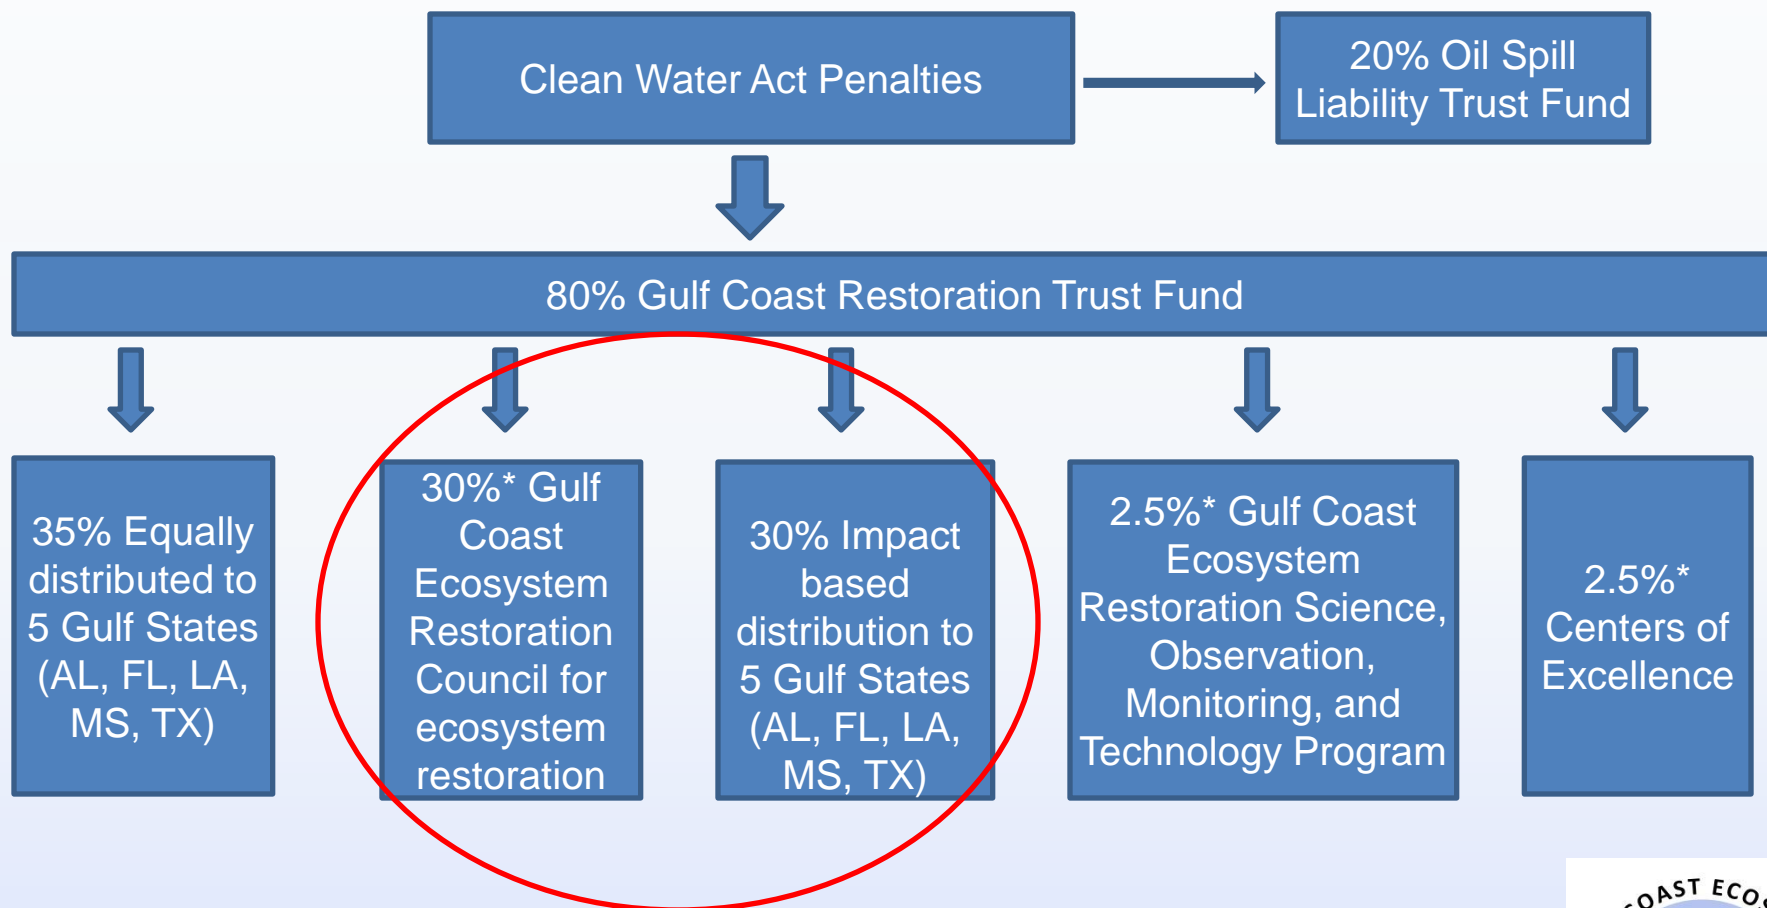 Clean Water Act Penalties
20% Oil Spill
Liability Trust Fund
80% Gulf Coast Restoration Trust Fund
35% Equally
distributed to
5 Gulf States
(AL, FL, LA,
MS, TX)
30%* Gulf
Coast
Ecosystem
Restoration
Council for
ecosystem
restoration
30% Impact
based
distribution to
5 Gulf States
(AL, FL, LA,
MS, TX)
2.5%* Gulf Coast
Ecosystem
Restoration Science,
Observation,
Monitoring, and
Technology Program
2.5%*
Centers of
Excellence